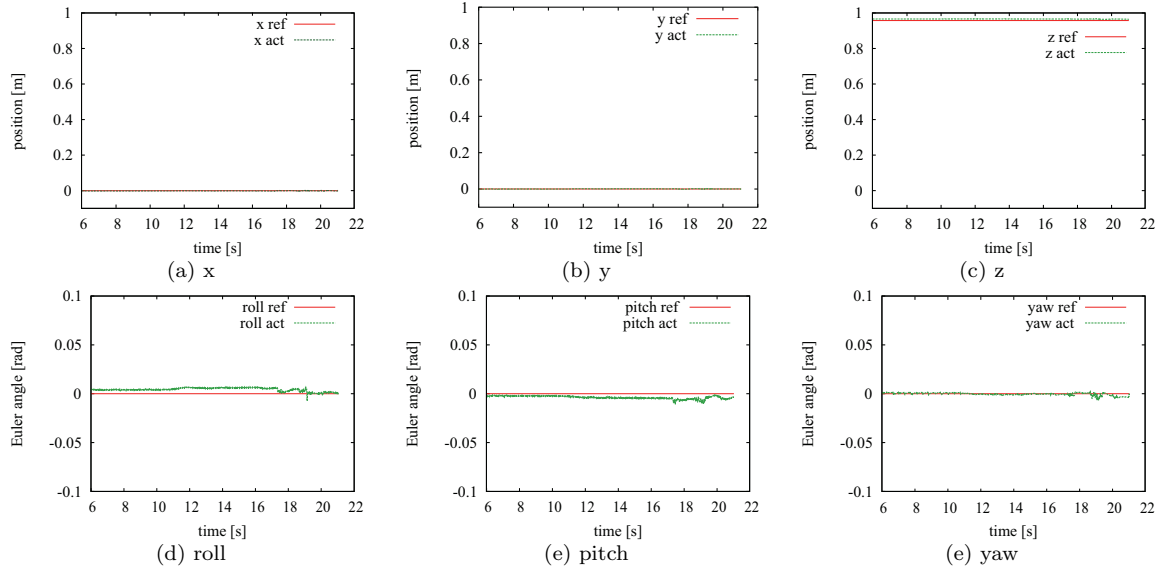 x ref
x act
position [m]
1
0.8
0.6
0.4
0.2
0
6 8 10 12 14 16 18 20 22
time [s]
(a) x
y ref
y act
position [m]
1
0.8
0.6
0.4
0.2
0
6 8 10 12 14 16 18 20 22
time [s]
(b) y
z ref
z act
position [m]
1
0.8
0.6
0.4
0.2
0
6 8 10 12 14 16 18 20 22
time [s]
(c) z
roll ref
roll act
Euler angle [rad]
0.1
0.05
0
-0.05
-0.1
6 8 10 12 14 16 18 20 22
time [s]
(d) roll
pitch ref
pitch act
Euler angle [rad]
0.1
0.05
0
-0.05
-0.1
6 8 10 12 14 16 18 20 22
time [s]
(e) pitch
yaw ref
yaw act
Euler angle [rad]
0.1
0.05
0
-0.05
-0.1
6 8 10 12 14 16 18 20 22
time [s]
(e) yaw